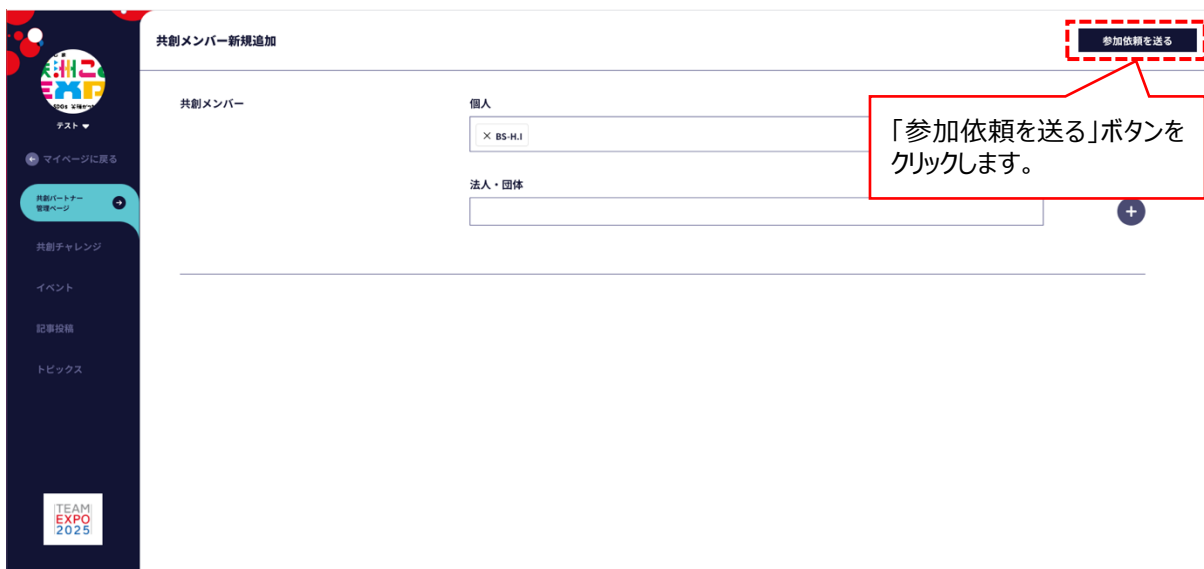 共創メンバー新規追加
参加依頼を送る
テスト
マイページに戻る
共創パートナー
管理ページ
共創チャレンジ
イベント
記事投稿
トピックス
TEAM
EXPO
2025
共創メンバー
個人
× BS-H.I
法人・団体
「参加依頼を送る」ボタンを
クリックします。